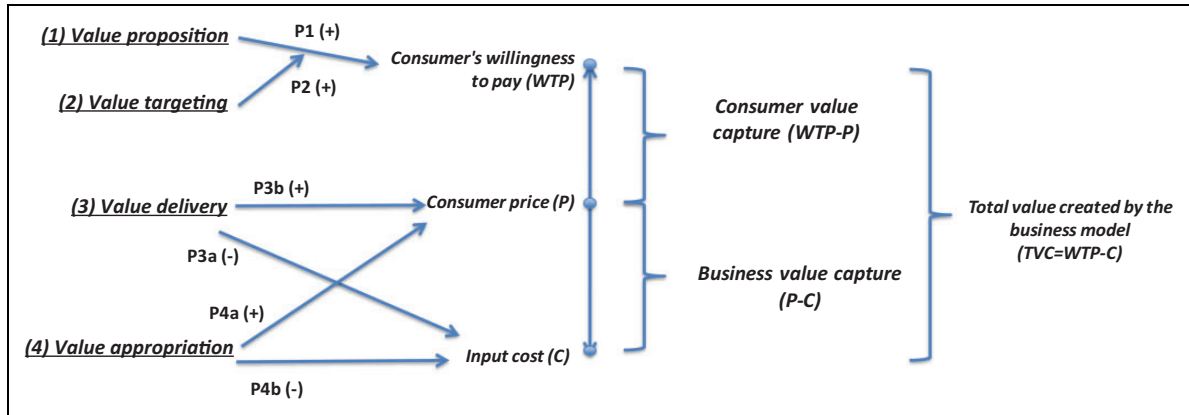 (1) Value proposition
P1 (+)
P2 (+)
(2) Value targeting
Consumer's willingness
to pay (WTP)
(3) Value delivery
P3b (+)
P3a (-)
Consumer price (P)
P4a (+)
(4) Value appropriation
P4b (-)
Input cost (C)
Consumer value
capture (WTP-P)
Business value capture
(P-C)
Total value created by the
business model
(TVC=WTP-C)